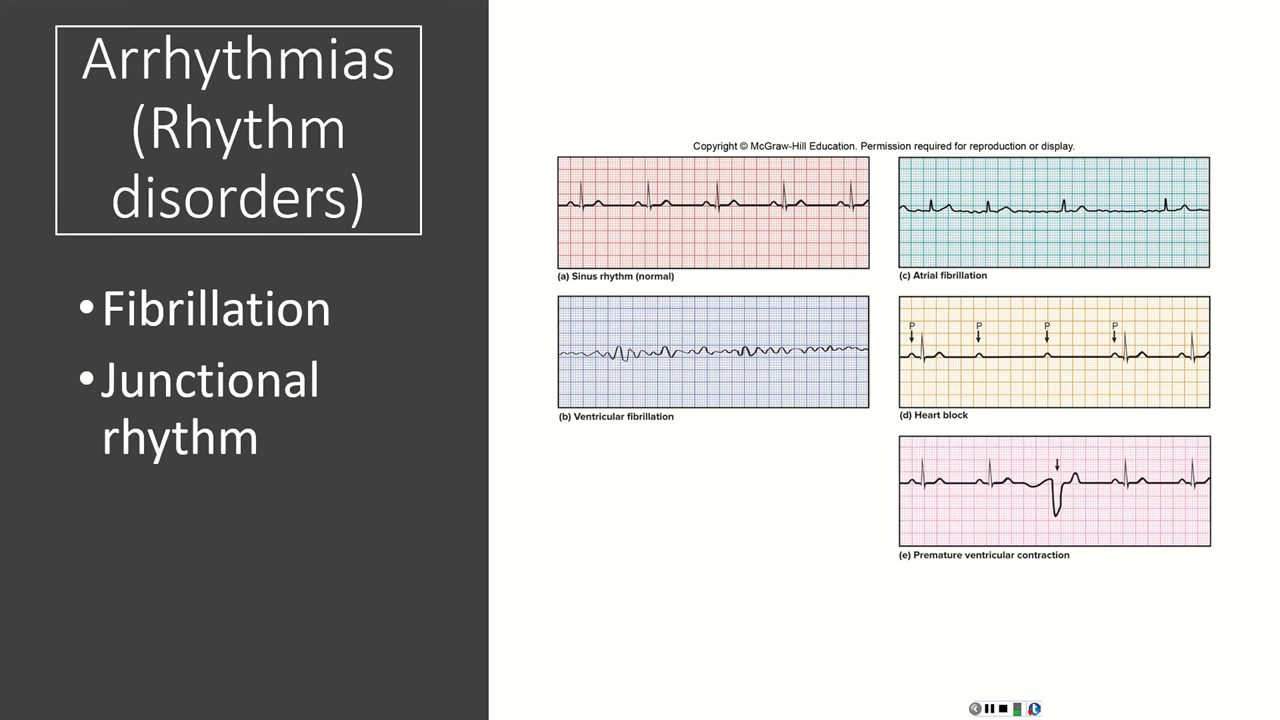 Arrhythmias
(Rhythm
disorders)
•Fibrillation
•Junctional
rhythm
Copyright © McGraw-Hill Education. Permission required for reproduction or display.
(a) Sinus rhythm (normal)
(c) Atrial fibrillation
(b) Ventricular fibrillation
P P P P
(d) Heart block
(e) Premature ventricular contraction